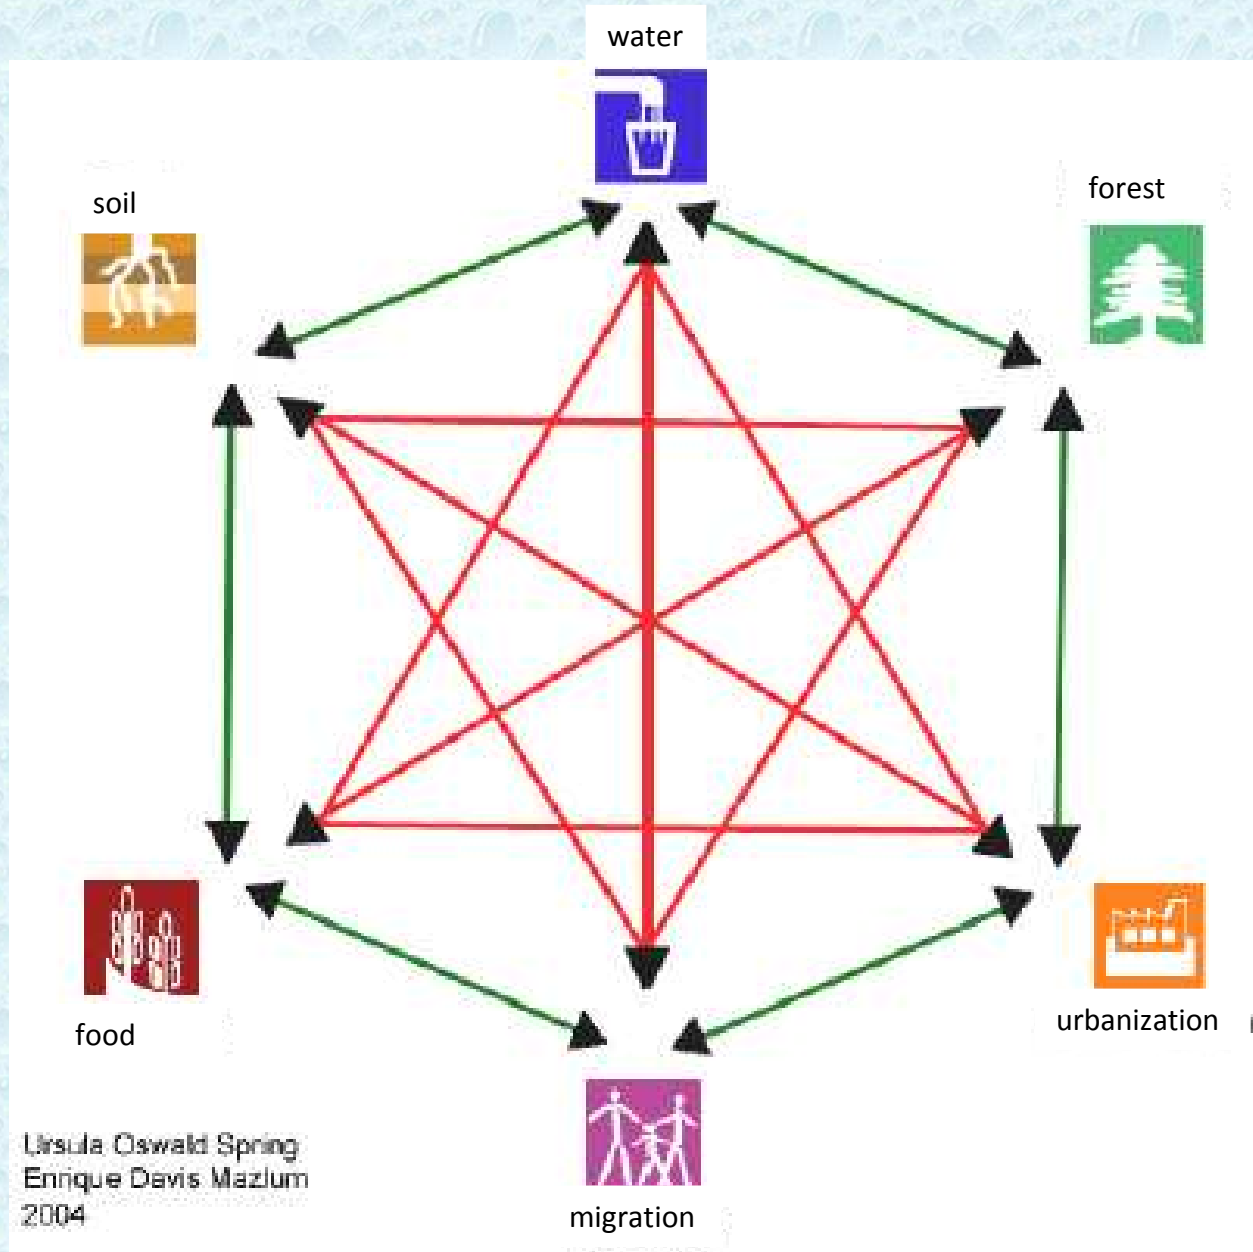 water
forest
soil
food
urbanization
migration
Ursula Oswald Spring
Enrique Davis Mazlum
2004